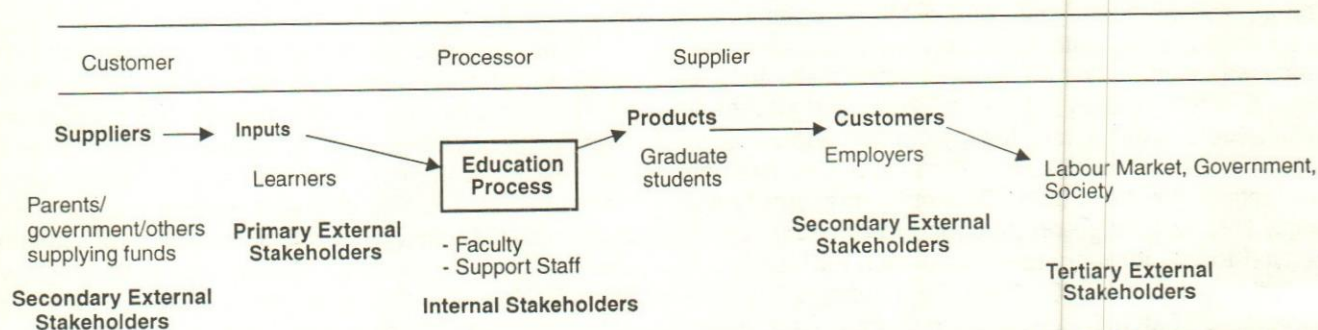 Customer Processor Supplier
Suppliers Inputs Products Customers
Learners Education Process Graduate students Employers
Parents/
government/others
supplying funds
Primary External
Stakeholders
- Faculty
- Support Staff
Secondary External
Stakeholders
Labour Market, Government,
Society
Secondary External
Stakeholders
Internal Stakeholders
Tertiary External
Stakeholders